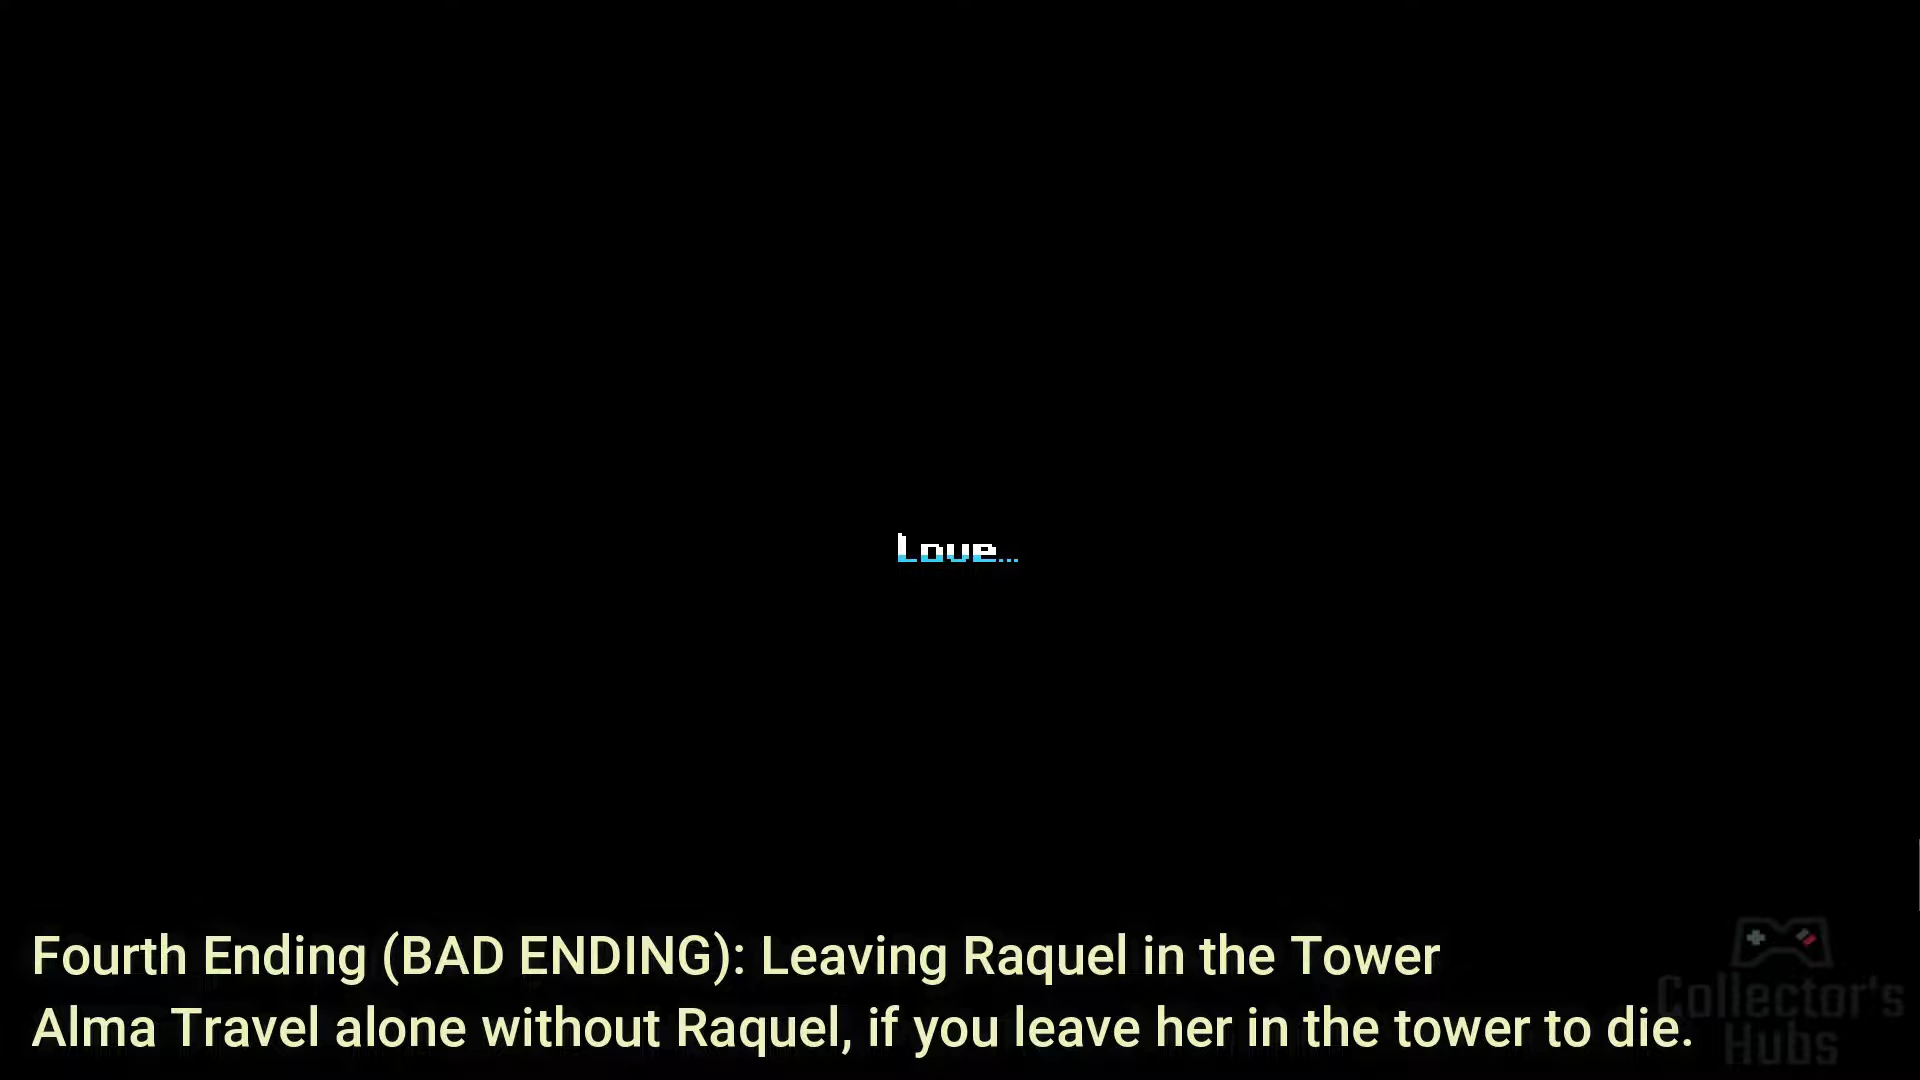 Love...
Fourth Ending (BAD ENDING): Leaving Raquel in the Tower
Alma Travel alone without Raquel, if you leave her in the tower to die.
Collector's
Hubs